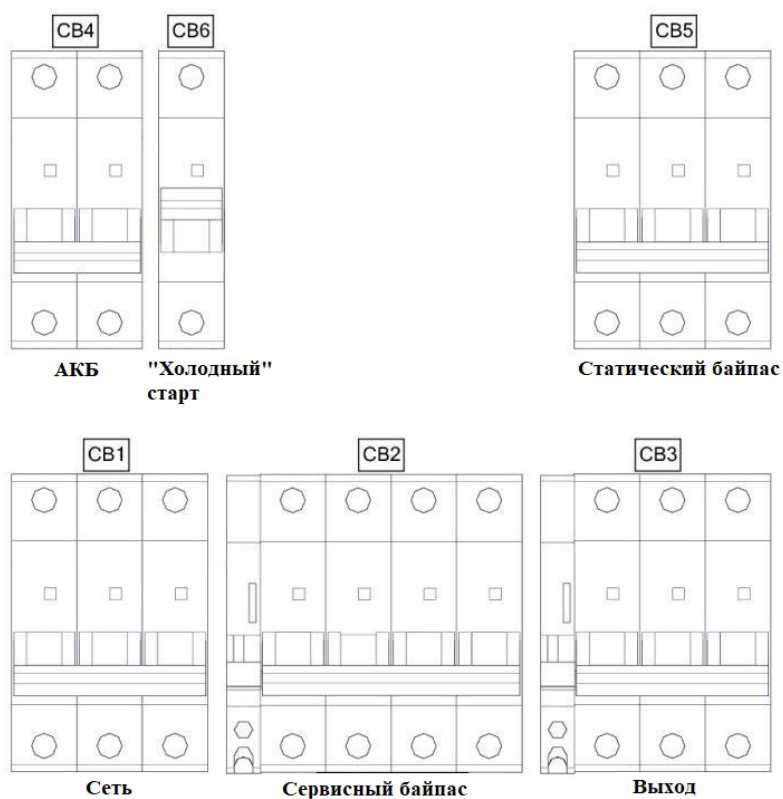 CB4 CB6 CB5
АКБ "Холодный" старт Статический байпас
CB1 CB2 CB3
Сеть Сервисный байпас Выход